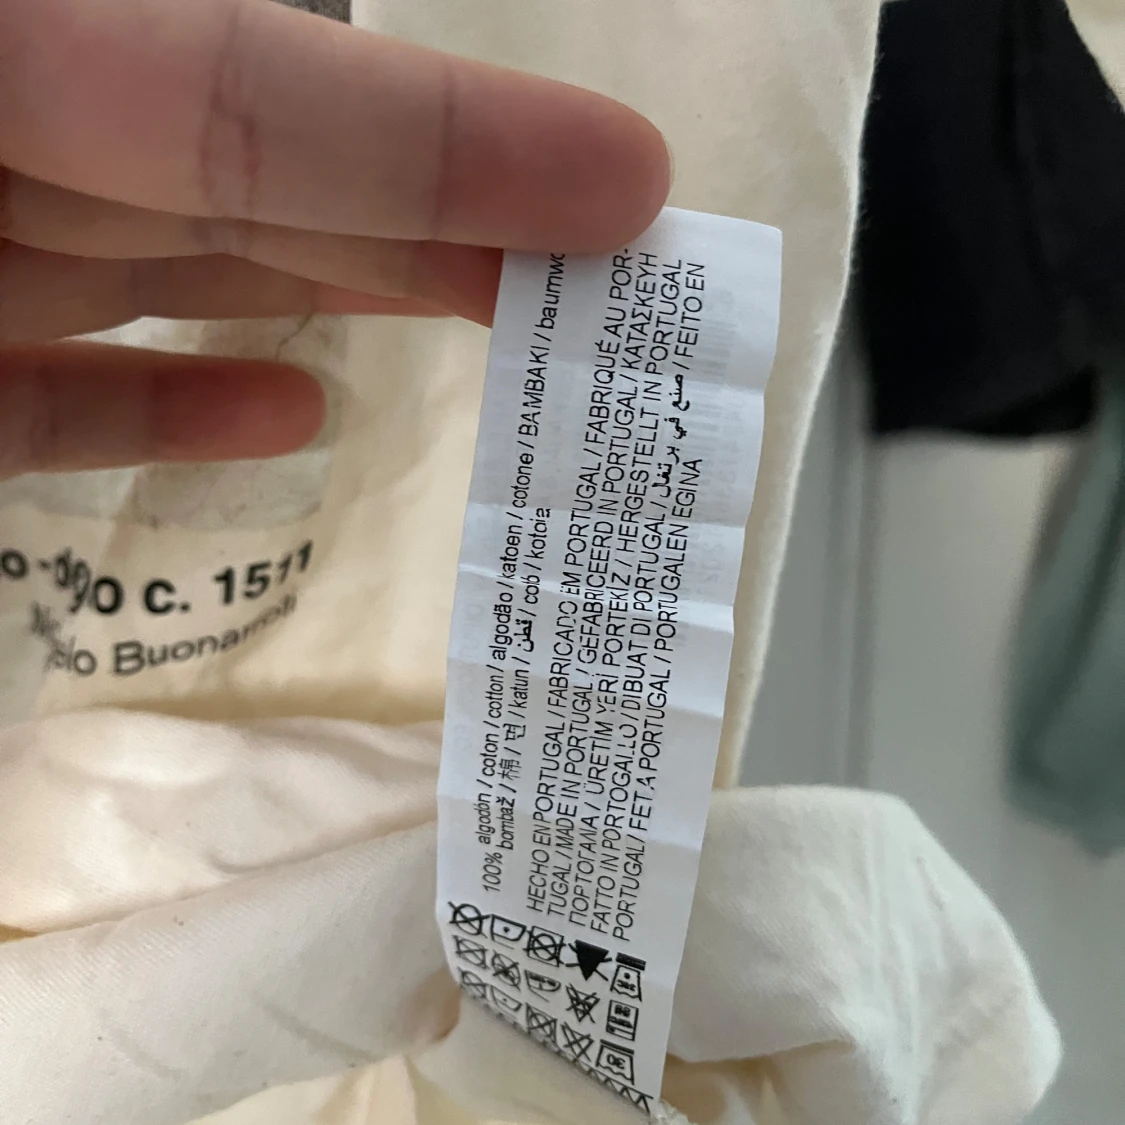 100% algodón / coton / cotton / algodão / katoen / cotone / BAMBAKI / baumwo
bombaž / 棉 / 면 / katun / قطن / cob / kotoia
HECHO EN PORTUGAL / FABRICADO EM PORTUGAL / FABRIQUÉ AU POR-
TUGAL / MADE IN PORTUGAL / GEFABRICEERD IN PORTUGAL / ΚΑΤΑΣΚΕΥΗ
ΠΟΡΤΟΓΑΛΙΑ / ÜRETİM YERİ PORTEKİZ / HERGESTELLT IN PORTUGAL
FATTO IN PORTOGALLO / DIBUAT DI PORTUGAL / صنع في برتغال / FEITO EN
PORTUGAL / FET A PORTUGAL / PORTUGALEN EGINA
c. 1511
Buonarroti